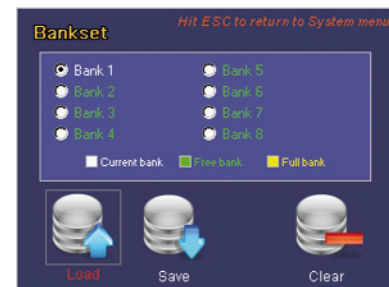 Hit ESC to return to System menu
Bankset
Bank 1 Bank 5
Bank 2 Bank 6
Bank 3 Bank 7
Bank 4 Bank 8
Current bank Free bank Full bank
Load Save Clear